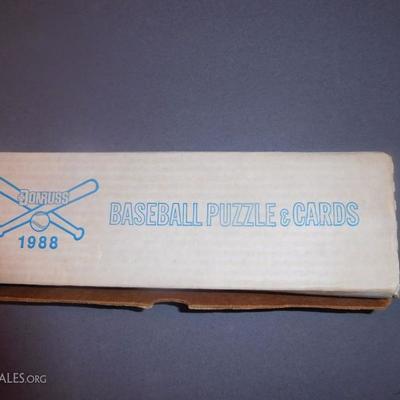 DONRUSS
1988
BASEBALL PUZZLE & CARDS
ALES.ORG